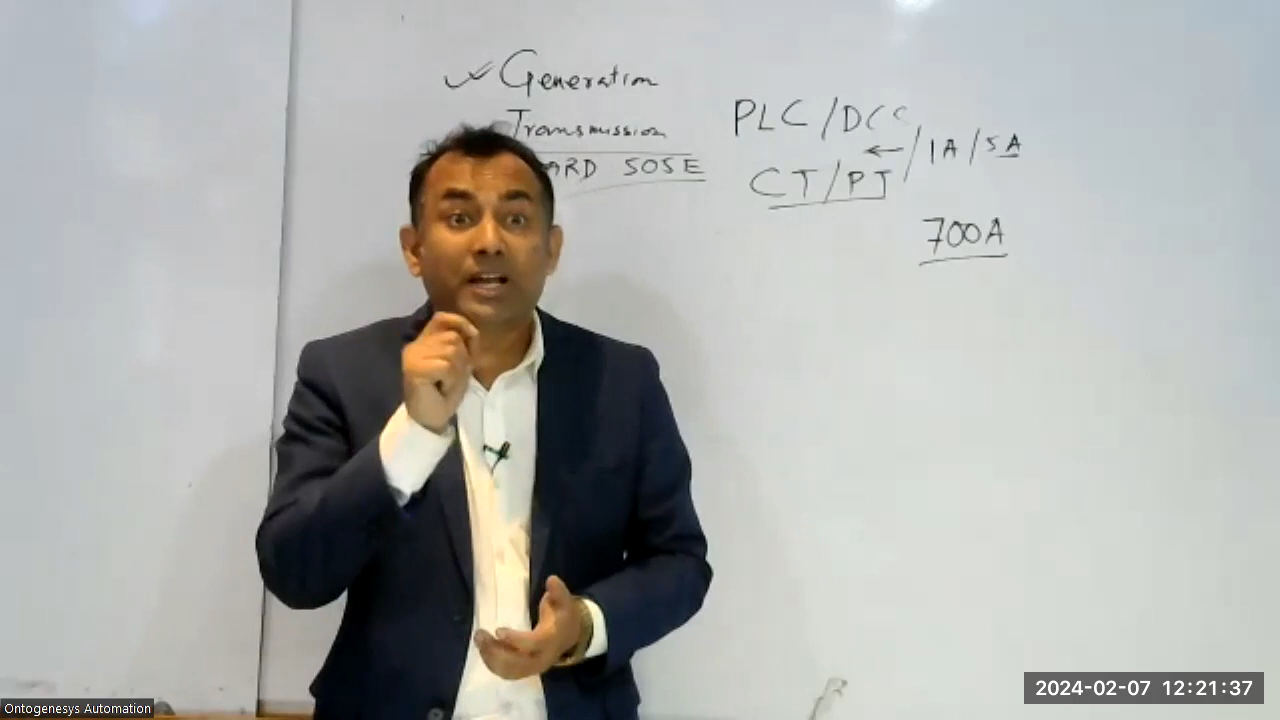 Generation
Transmission
ARD SOSE
PLC/DCS
/1A/5A
CT/PT
700A
Ontogenesys Automation
2024-02-07 12:21:37